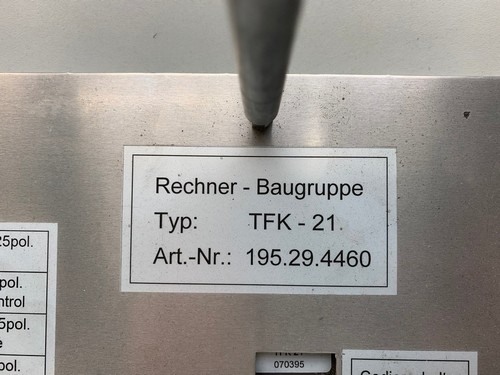 Rechner - Baugruppe
Typ: TFK - 21.
Art.-Nr.: 195.29.4460
25pol.
pol.
ntrol
5pol.
e
pol.
070395